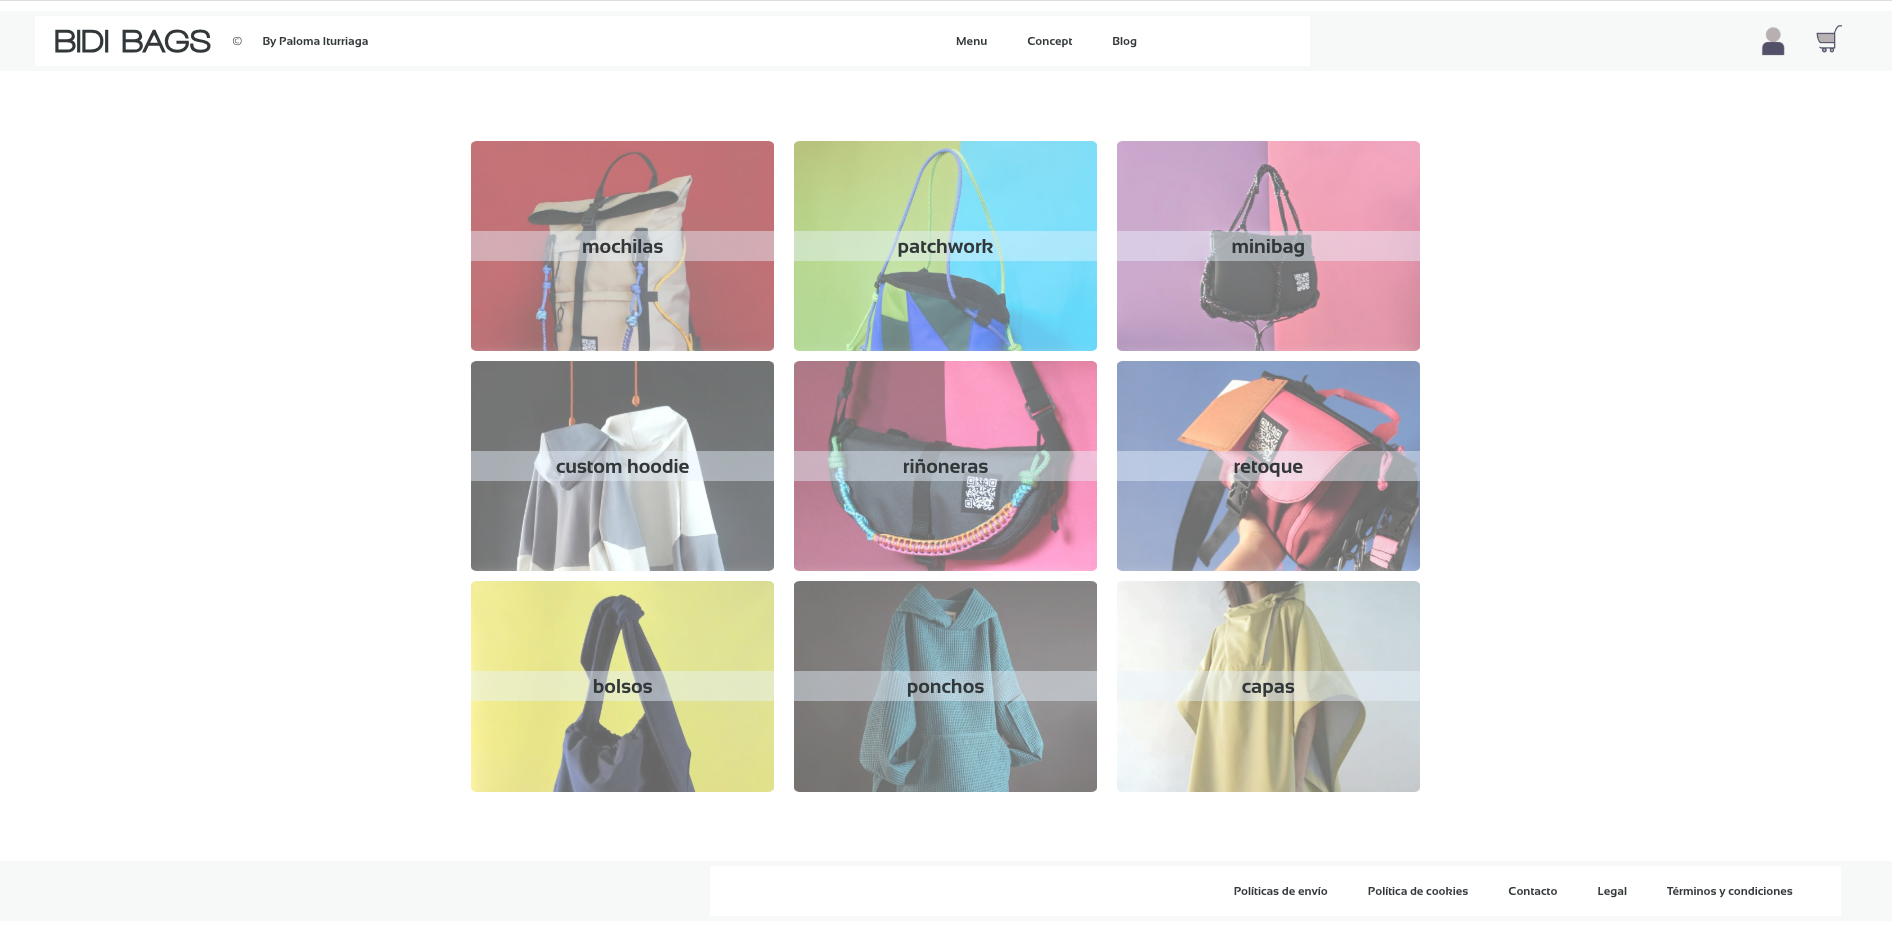 BIDI BAGS © By Paloma Iturriaga Menu Concept Blog
mochilas patchwork minibag
custom hoodie riñoneras retoque
bolsos ponchos capas
Políticas de envío Política de cookies Contacto Legal Términos y condiciones